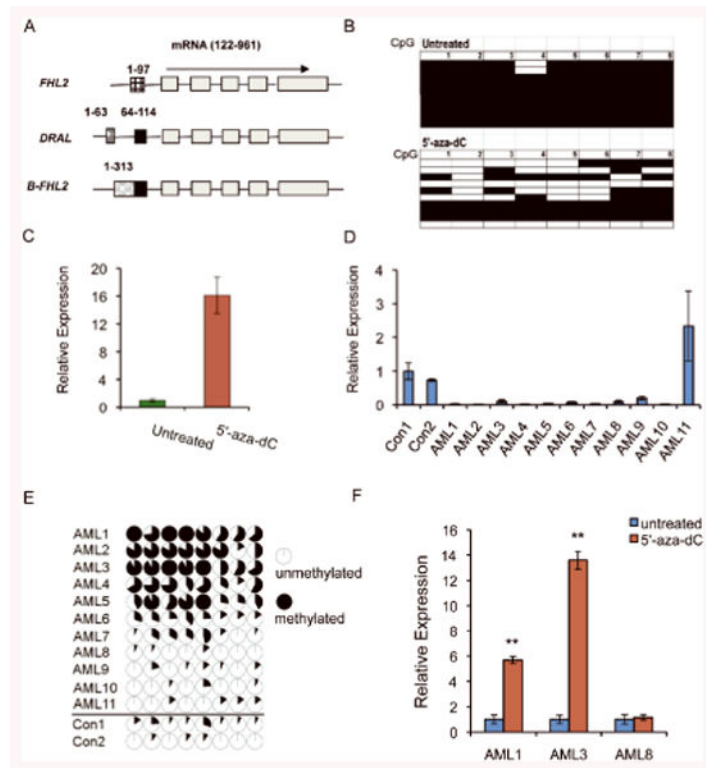 A
mRNA (122-961)
1-97
FHL2
1-63 64-114
DRAL
1-313
B-FHL2
B
CpG Untreated
1 2 3 4 5 6 7 8
5'-aza-dC
CpG 1 2 3 4 5 6 7 8
C
Relative Expression
20
16
12
8
4
0
Untreated
5'-aza-dC
D
Relative Expression
4
3
2
1
0
Con1
Con2
AML1
AML2
AML3
AML4
AML5
AML6
AML7
AML8
AML9
AML10
AML11
E
AML1
AML2
AML3
AML4
AML5
AML6
AML7
AML8
AML9
AML10
AML11
Con1
Con2
unmethylated
methylated
F
untreated
5'-aza-dC
Relative Expression
16
14
12
10
8
6
4
2
0
**
**
AML1 AML3 AML8